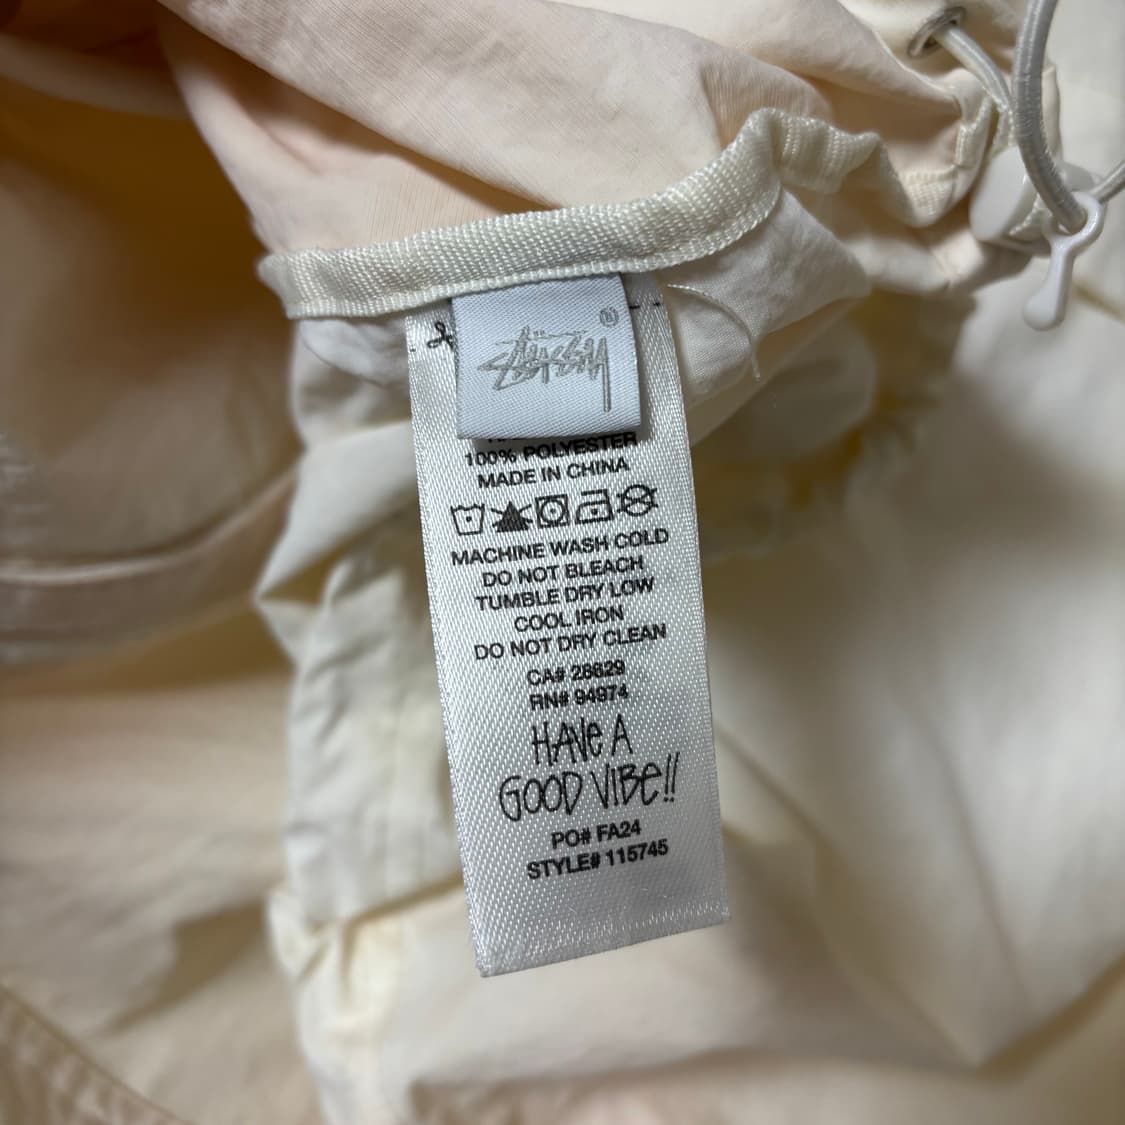 STÜSSY ®
100% POLYESTER
MADE IN CHINA
MACHINE WASH COLD
DO NOT BLEACH
TUMBLE DRY LOW
COOL IRON
DO NOT DRY CLEAN
CA# 28629
RN# 94974
HAVe A
GOOD VIBe!!
PO# FA24
STYLE# 115745